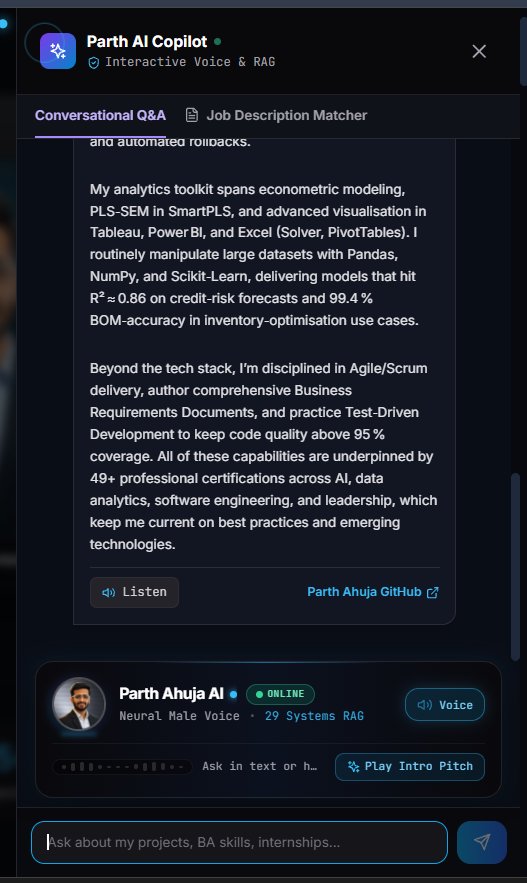 Parth AI Copilot
Interactive Voice & RAG
Conversational Q&A
Job Description Matcher
and automated rollbacks.
My analytics toolkit spans econometric modeling,
PLS-SEM in SmartPLS, and advanced visualisation in
Tableau, Power BI, and Excel (Solver, PivotTables). I
routinely manipulate large datasets with Pandas,
NumPy, and Scikit-Learn, delivering models that hit
R² ≈ 0.86 on credit-risk forecasts and 99.4 %
BOM-accuracy in inventory-optimisation use cases.
Beyond the tech stack, I'm disciplined in Agile/Scrum
delivery, author comprehensive Business
Requirements Documents, and practice Test-Driven
Development to keep code quality above 95 %
coverage. All of these capabilities are underpinned by
49+ professional certifications across AI, data
analytics, software engineering, and leadership, which
keep me current on best practices and emerging
technologies.
Listen
Parth Ahuja GitHub
Parth Ahuja AI
ONLINE
Neural Male Voice · 29 Systems RAG
Voice
Ask in text or h…
Play Intro Pitch
Ask about my projects, BA skills, internships...